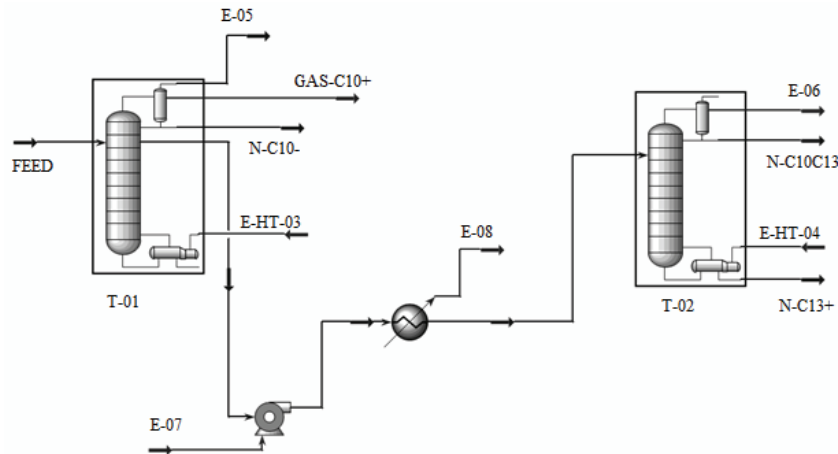 E-05
GAS-C10+
N-C10-
FEED
E-HT-03
T-01
E-08
E-07
E-06
N-C10C13
E-HT-04
T-02
N-C13+